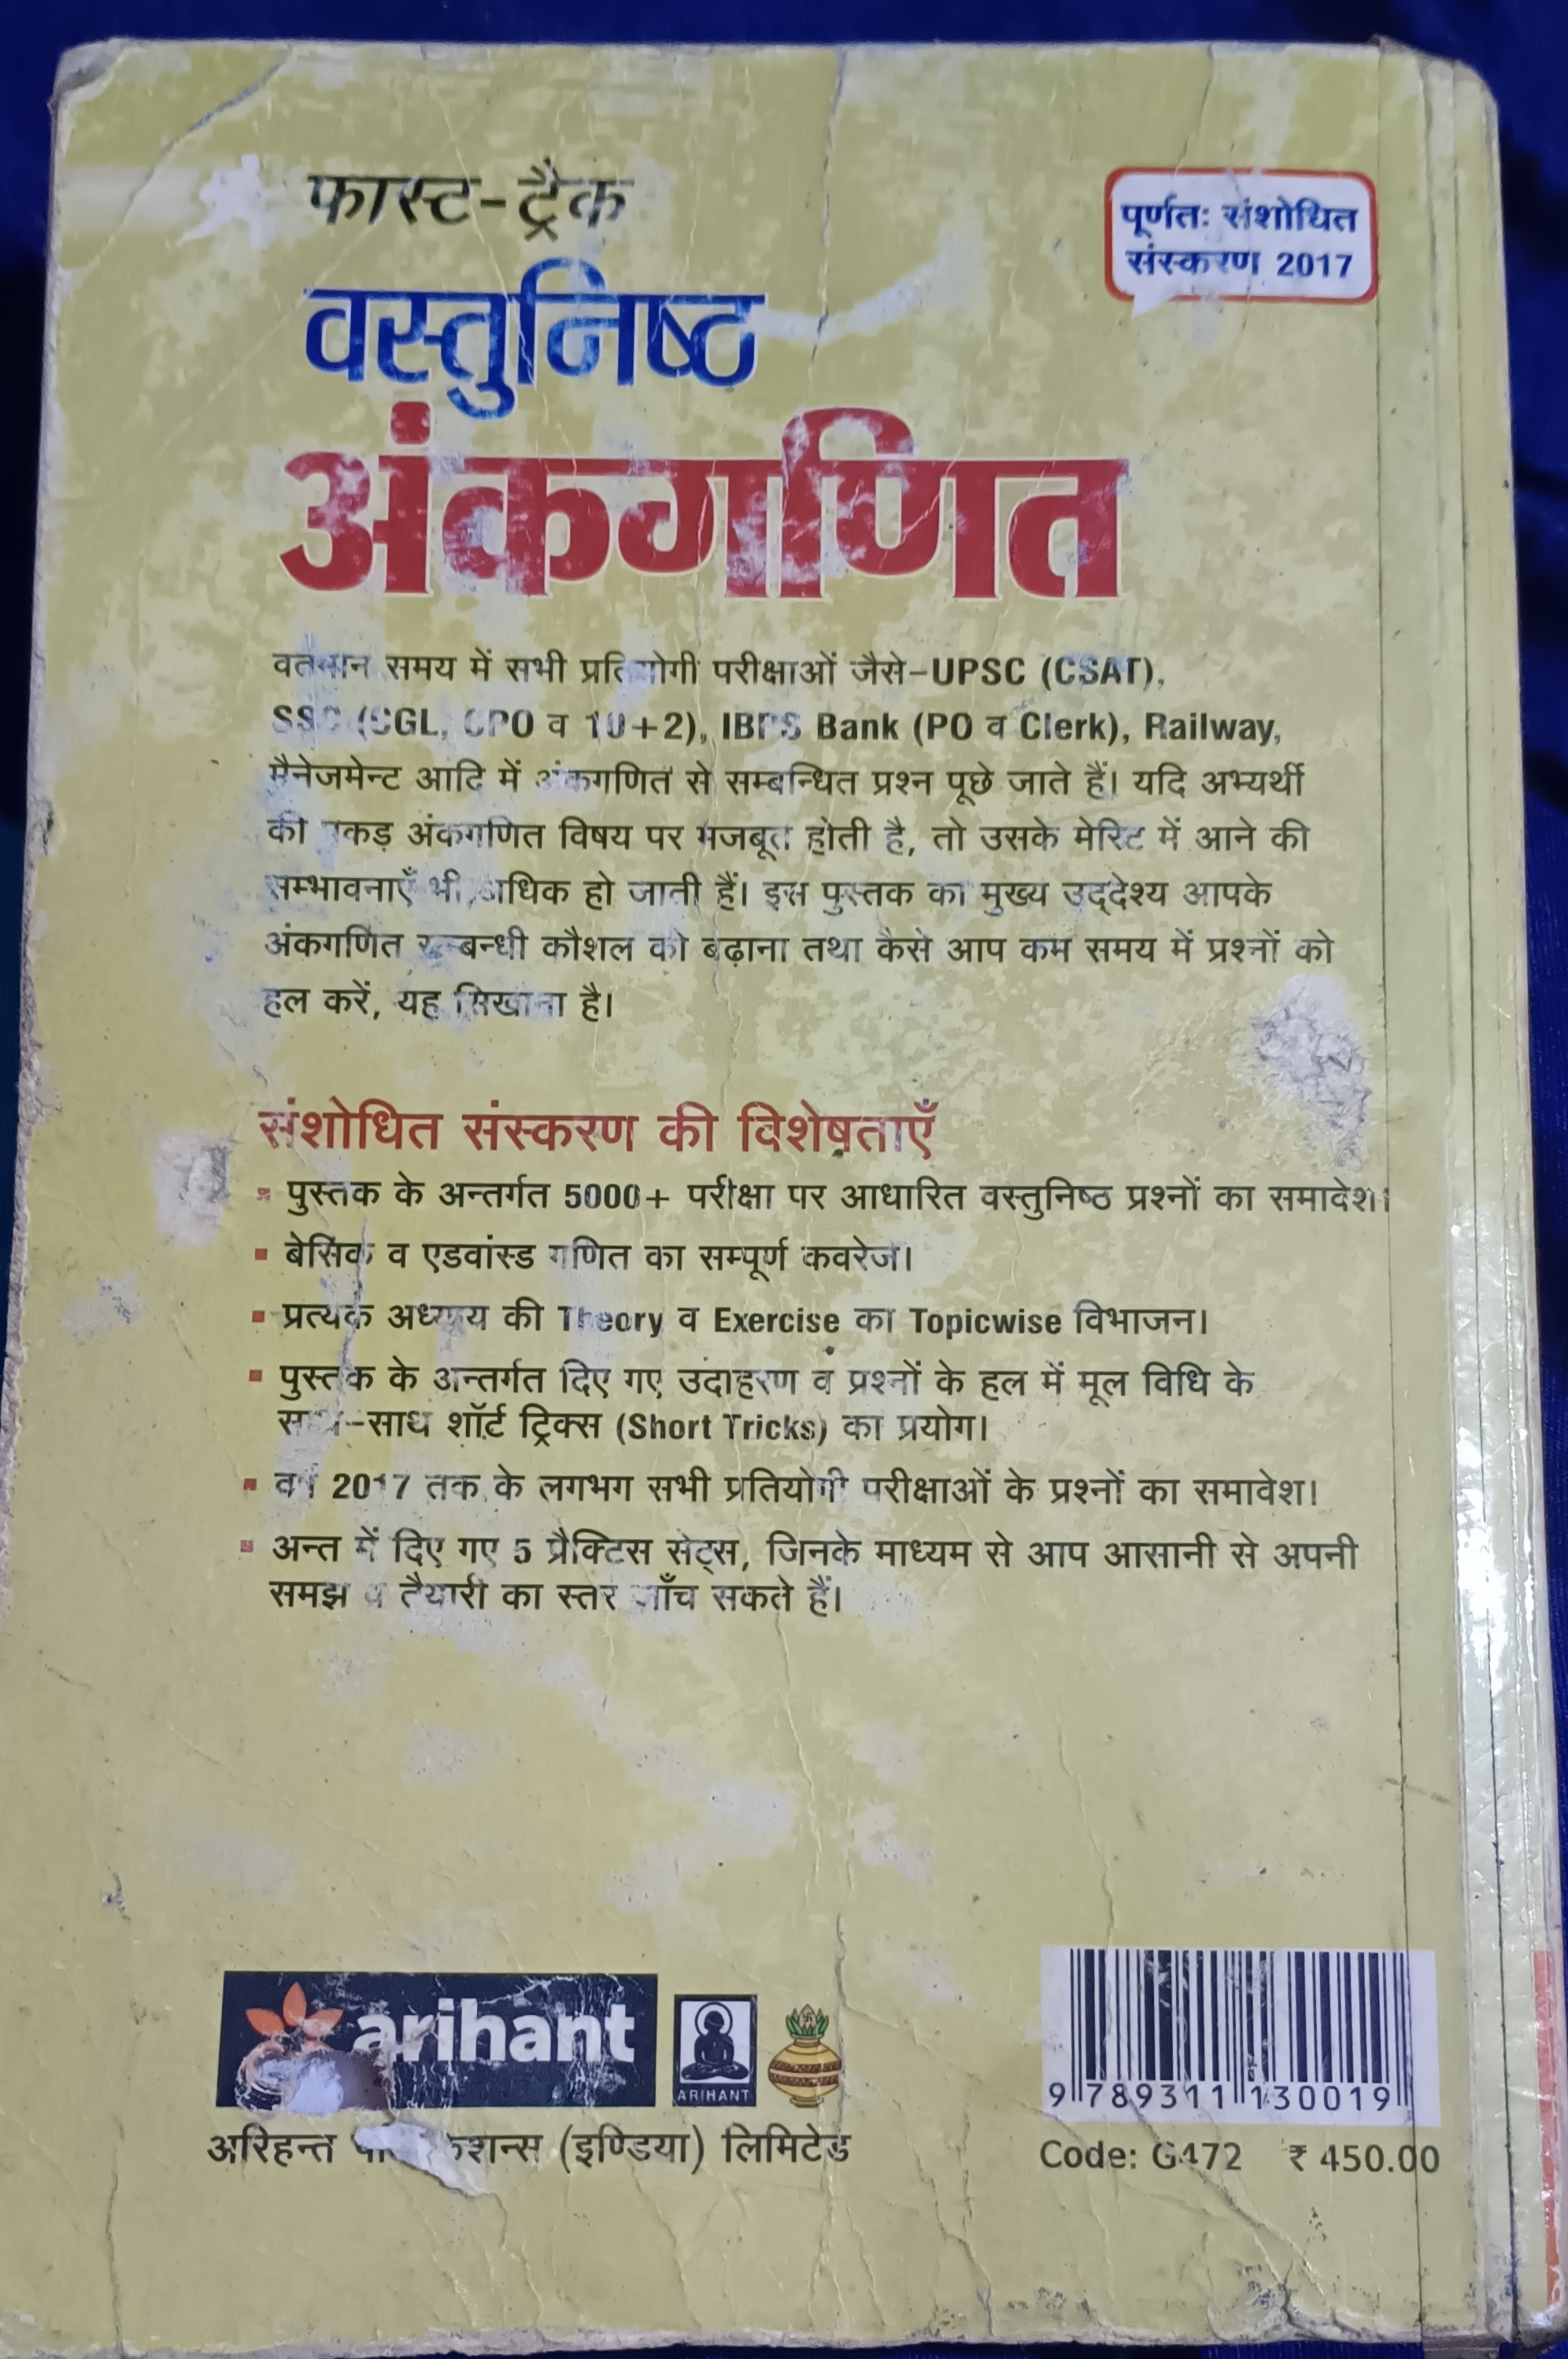 फास्ट-ट्रैक
पूर्णतः संशोधित
संस्करण 2017
वस्तुनिष्ठ
अंकगणित
वर्तमान समय में सभी प्रतियोगी परीक्षाओं जैसे-UPSC (CSAT),
SSC (CGL, CPO व 10+2), IBPS Bank (PO व Clerk), Railway,
मैनेजमेन्ट आदि में अंकगणित से सम्बन्धित प्रश्न पूछे जाते हैं। यदि अभ्यर्थी
की पकड़ अंकगणित विषय पर मजबूत होती है, तो उसके मेरिट में आने की
सम्भावनाएँ भी अधिक हो जाती हैं। इस पुस्तक का मुख्य उद्देश्य आपके
अंकगणित सम्बन्धी कौशल को बढ़ाना तथा कैसे आप कम समय में प्रश्नों को
हल करें, यह सिखाना है।
संशोधित संस्करण की विशेषताएँ
▪ पुस्तक के अन्तर्गत 5000+ परीक्षा पर आधारित वस्तुनिष्ठ प्रश्नों का समावेश।
▪ बेसिक व एडवांस्ड गणित का सम्पूर्ण कवरेज।
▪ प्रत्येक अध्याय की Theory व Exercise का Topicwise विभाजन।
▪ पुस्तक के अन्तर्गत दिए गए उदाहरण व प्रश्नों के हल में मूल विधि के
साथ-साथ शॉर्ट ट्रिक्स (Short Tricks) का प्रयोग।
▪ वर्ष 2017 तक के लगभग सभी प्रतियोगी परीक्षाओं के प्रश्नों का समावेश।
▪ अन्त में दिए गए 5 प्रैक्टिस सेट्स, जिनके माध्यम से आप आसानी से अपनी
समझ व तैयारी का स्तर जाँच सकते हैं।
arihant
ARIHANT
अरिहन्त (इण्डिया) लिमिटेड
9 789311 130019
Code: G472 ₹ 450.00